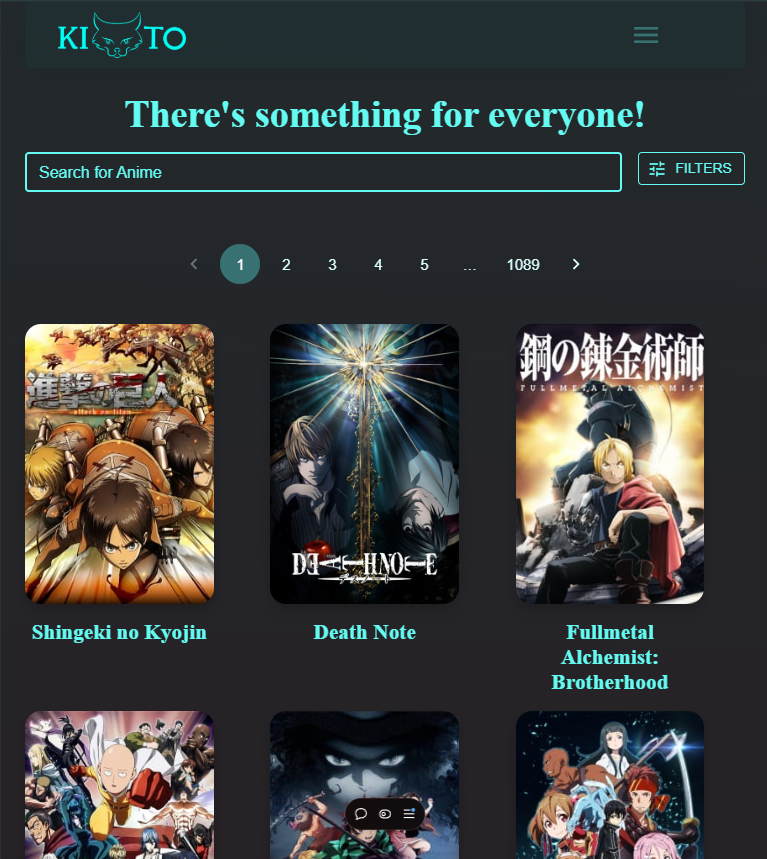 KI TO
There's something for everyone!
Search for Anime
FILTERS
1 2 3 4 5 ... 1089
進撃の巨人
attack on titan
DEATH NOTE
鋼の錬金術師
FULLMETAL ALCHEMIST
Shingeki no Kyojin
Death Note
Fullmetal
Alchemist:
Brotherhood